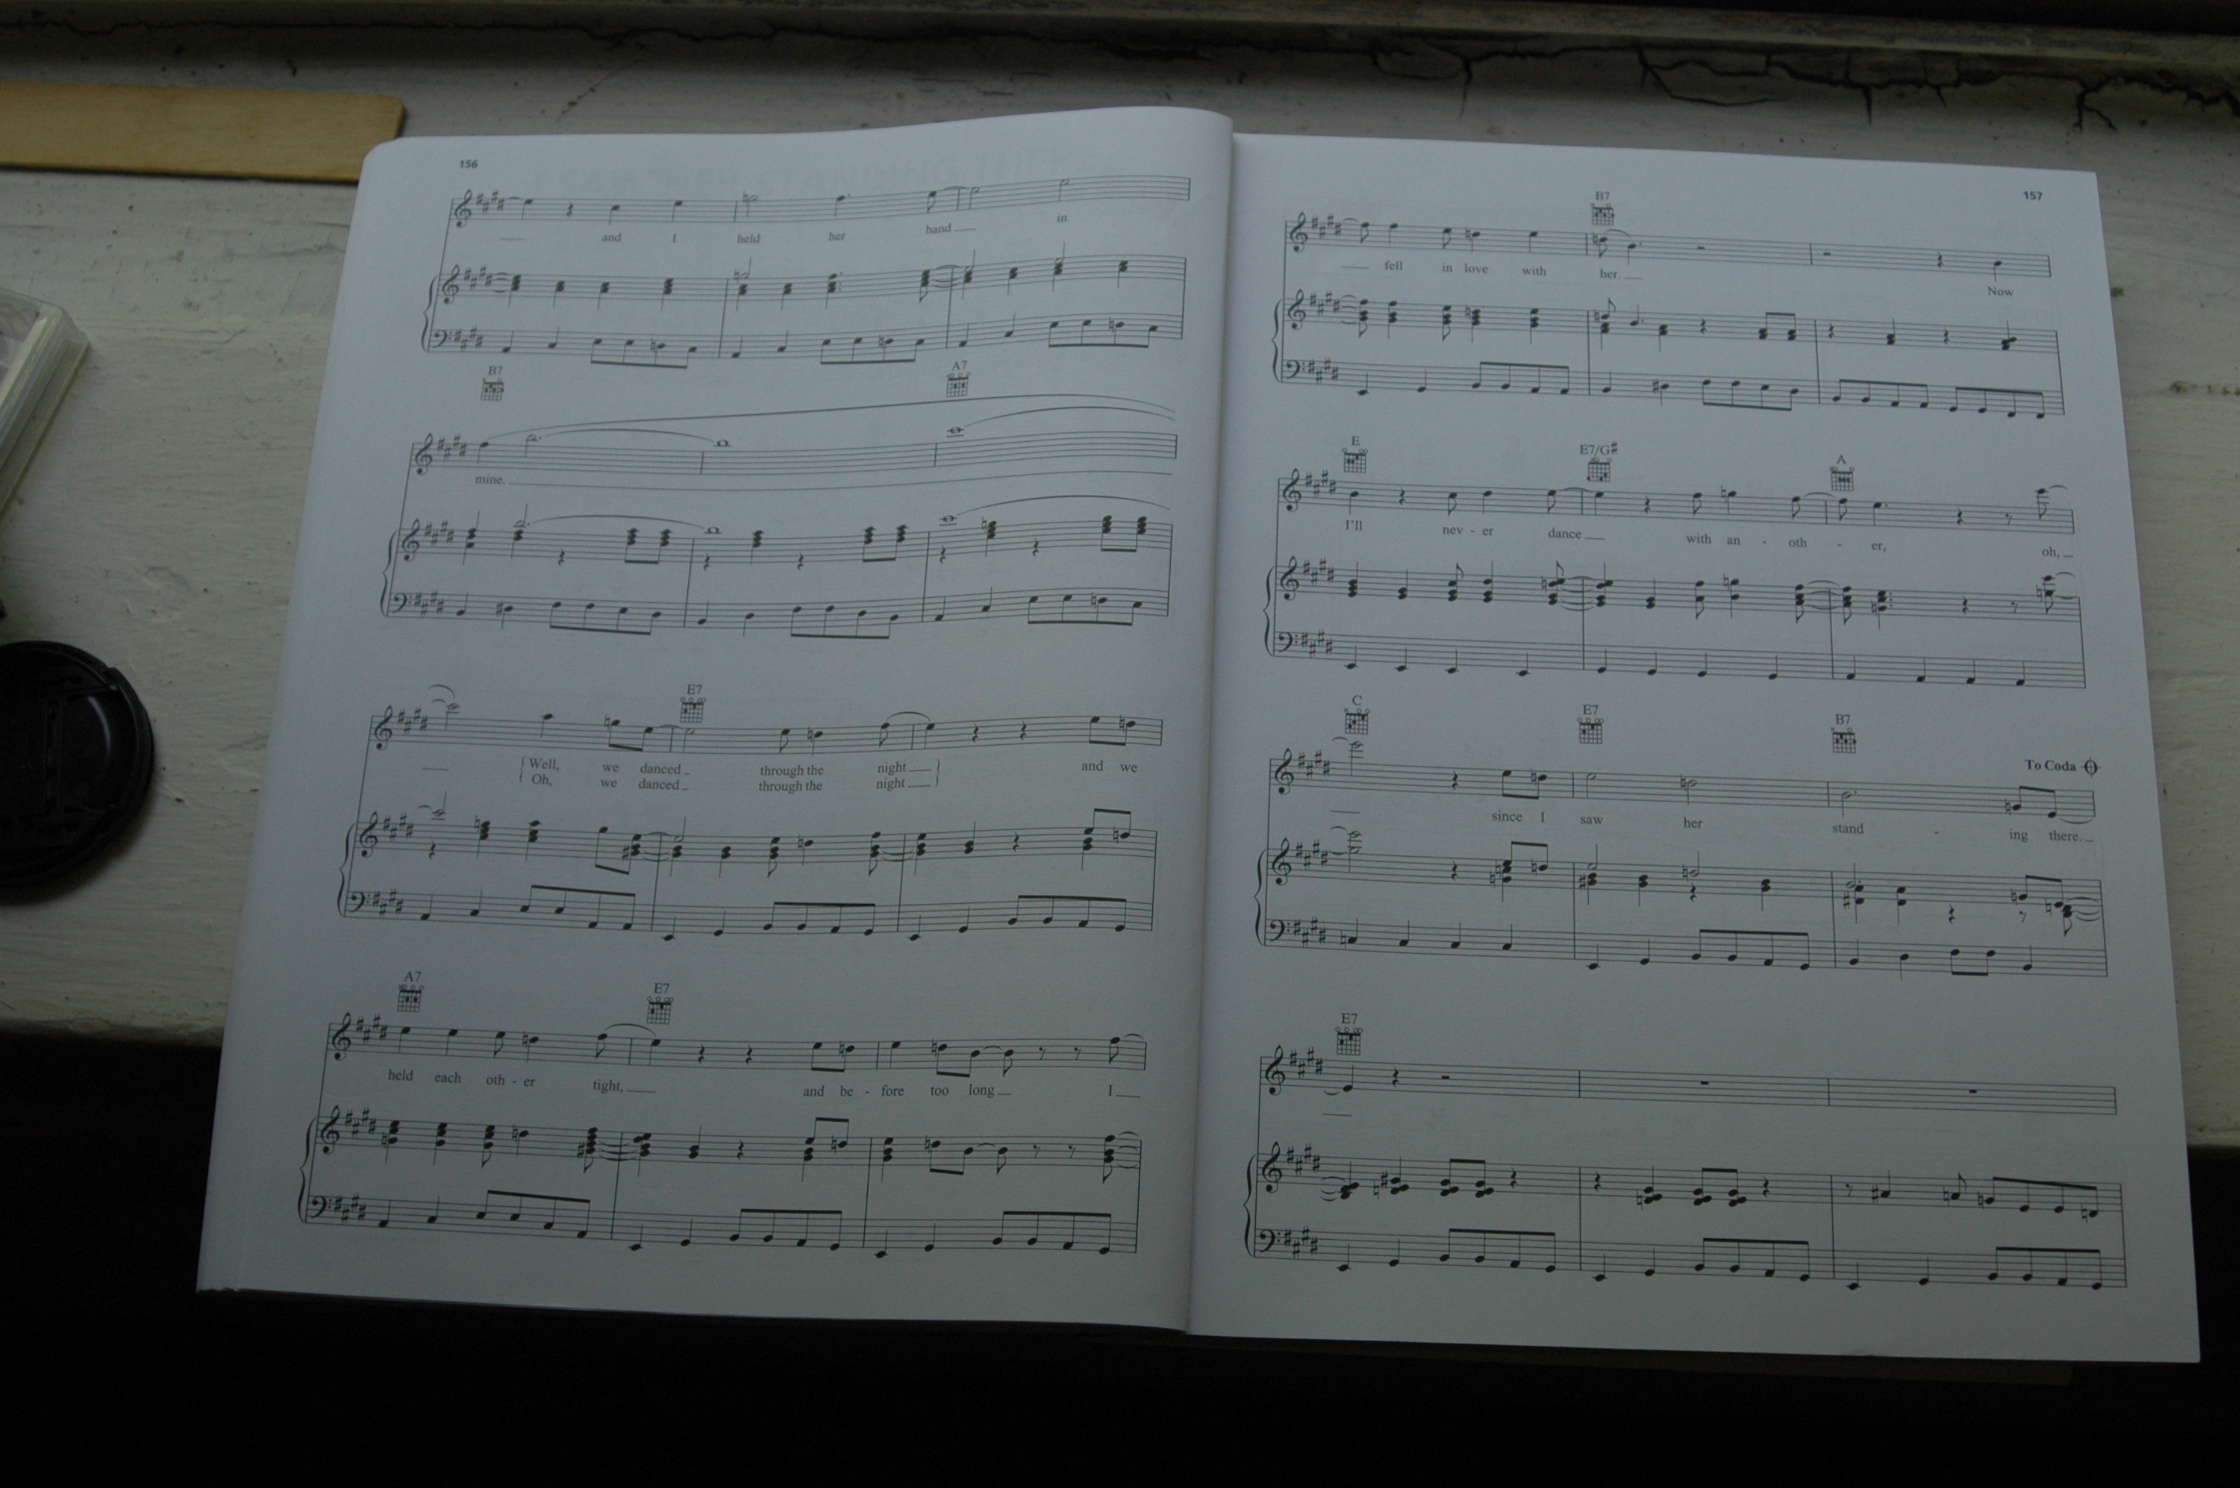 156
and I held her hand in
B7 A7
mine.
E7
Well, we danced through the night and we
Oh, we danced through the night
A7 E7
held each oth - er tight, and be - fore too long I
157
B7
fell in love with her. Now
E E7/G# A
I'll nev - er dance with an - oth - er, oh,
C E7 B7
To Coda
since I saw her stand - ing there.
E7